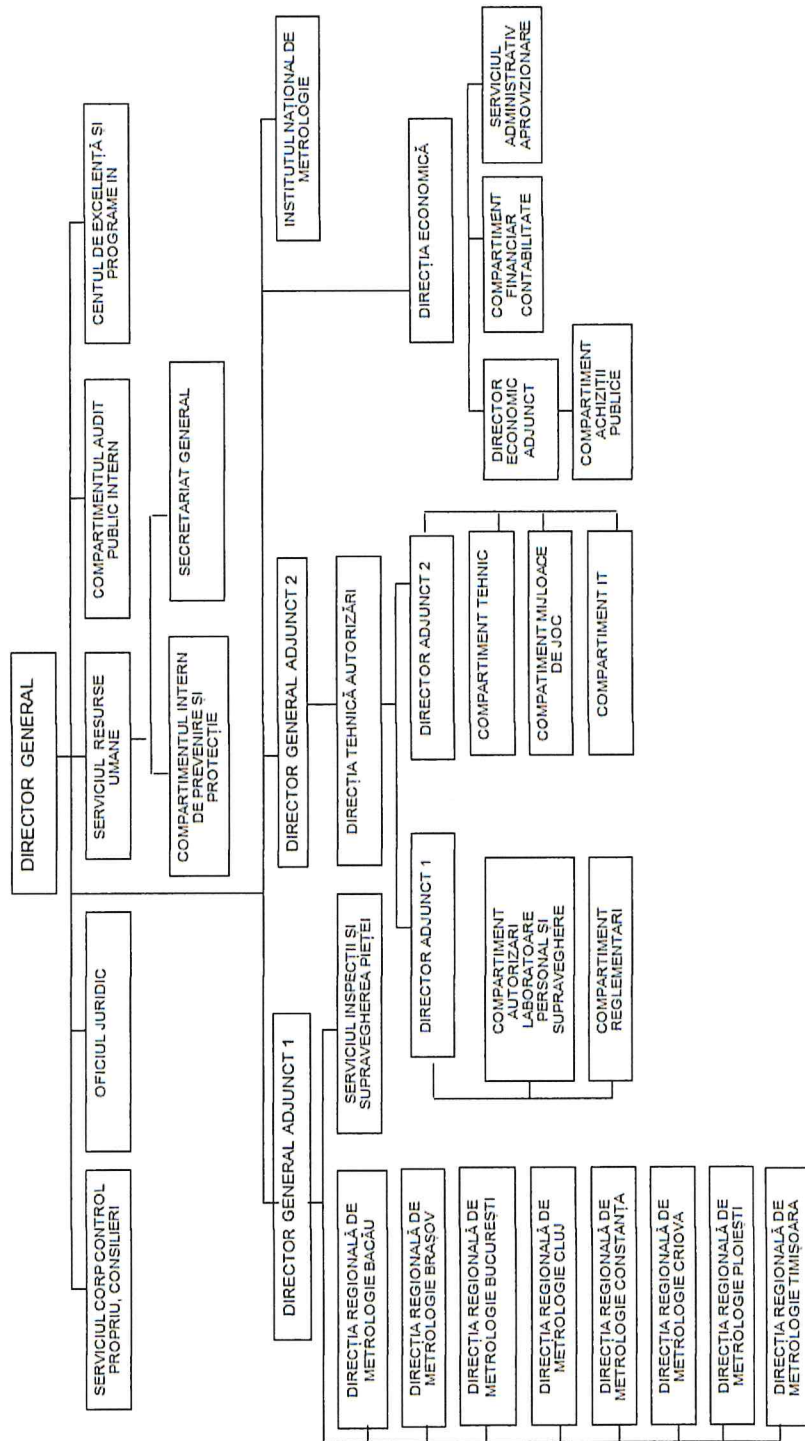 DIRECTOR GENERAL
SERVICIUL CORP CONTROL
PROPRIU, CONSILIERI
OFICIUL JURIDIC
SERVICIUL RESURSE
UMANE
COMPARTIMENTUL AUDIT
PUBLIC INTERN
CENTUL DE EXCELENȚĂ ȘI
PROGRAME IN
COMPARTIMENTUL INTERN
DE PREVENIRE ȘI
PROTECȚIE
SECRETARIAT GENERAL
DIRECTOR GENERAL ADJUNCT 1
DIRECTOR GENERAL ADJUNCT 2
INSTITUTUL NAȚIONAL DE
METROLOGIE
DIRECȚIA REGIONALĂ DE
METROLOGIE BACĂU
DIRECȚIA REGIONALĂ DE
METROLOGIE BRAȘOV
DIRECȚIA REGIONALĂ DE
METROLOGIE BUCUREȘTI
DIRECȚIA REGIONALĂ DE
METROLOGIE CLUJ
DIRECȚIA REGIONALĂ DE
METROLOGIE CONSTANȚA
DIRECȚIA REGIONALĂ DE
METROLOGIE CRIOVA
DIRECȚIA REGIONALĂ DE
METROLOGIE PLOIEȘTI
DIRECȚIA REGIONALĂ DE
METROLOGIE TIMIȘOARA
SERVICIUL INSPECȚII ȘI
SUPRAVEGHEREA PIEȚEI
DIRECȚIA TEHNICĂ AUTORIZĂRI
DIRECTOR ADJUNCT 1
COMPARTIMENT
AUTORIZĂRI
LABORATOARE
PERSONAL SI
SUPRAVEGHERE
COMPARTIMENT
REGLEMENTARI
DIRECTOR ADJUNCT 2
COMPARTIMENT TEHNIC
COMPATIMENT MIJLOACE
DE JOC
COMPARTIMENT IT
DIRECȚIA ECONOMICĂ
DIRECTOR
ECONOMIC
ADJUNCT
COMPARTIMENT
FINANCIAR
CONTABILITATE
SERVICIUL
ADMINISTRATIV
APROVIZIONARE
COMPARTIMENT
ACHIZIȚII
PUBLICE